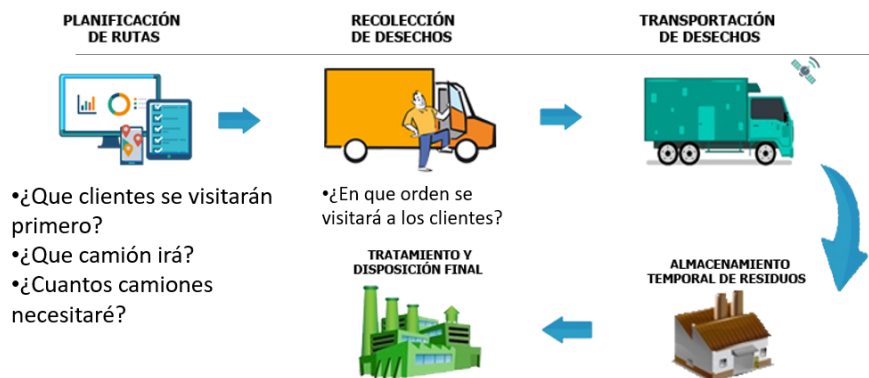 PLANIFICACIÓN
DE RUTAS
RECOLECCIÓN
DE DESECHOS
TRANSPORTACIÓN
DE DESECHOS
•¿Que clientes se visitarán
primero?
•¿Que camión irá?
•¿Cuantos camiones
necesitaré?
•¿En que orden se
visitará a los clientes?
TRATAMIENTO Y
DISPOSICIÓN FINAL
ALMACENAMIENTO
TEMPORAL DE RESIDUOS